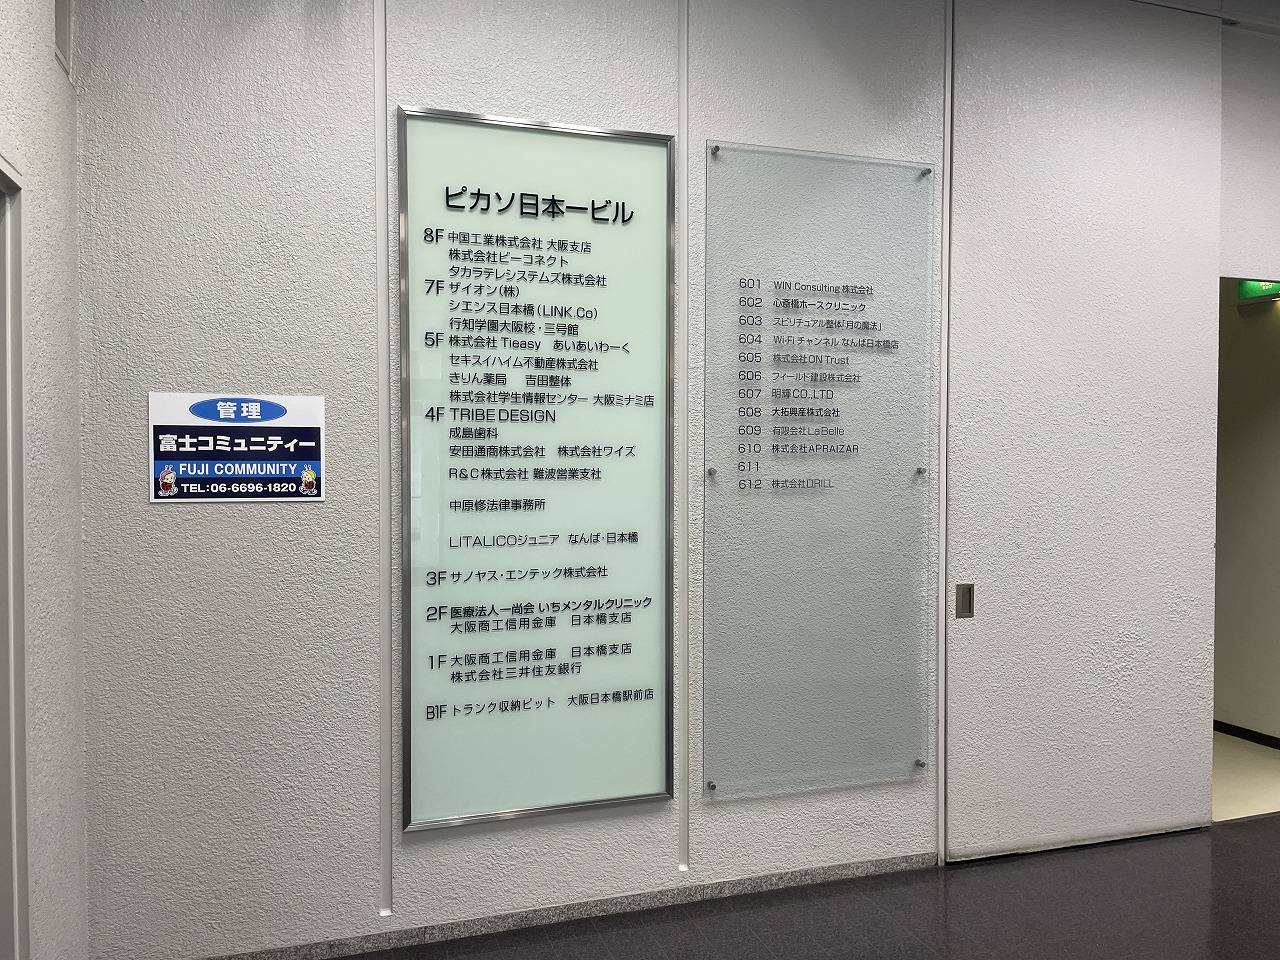 管理
富士コミュニティー
FUJI COMMUNITY
TEL:06-6696-1820
ピカソ日本一ビル
8F 中国工業株式会社 大阪支店
株式会社ビーコネクト
タカラテレシステムズ株式会社
7F ザイオン(株)
シエンス日本橋(LINK.Co)
行知学園大阪校・三号館
5F 株式会社 Tieasy あいあいわーく
セキスイハイム不動産株式会社
きりん薬局 吉田整体
株式会社学生情報センター 大阪ミナミ店
4F TRIBE DESIGN
成島歯科
安田通商株式会社 株式会社ワイズ
R&C株式会社 難波営業支社
中原修法律事務所
LITALICOジュニア なんば・日本橋
3F サノヤス・エンテック株式会社
2F 医療法人一尚会 いちメンタルクリニック
大阪商工信用金庫 日本橋支店
1F 大阪商工信用金庫 日本橋支店
株式会社三井住友銀行
B1F トランク収納ピット 大阪日本橋駅前店
601 WIN Consulting 株式会社
602 心斎橋ホースクリニック
603 スピリチュアル整体「月の魔法」
604 Wi-Fi チャンネル なんば日本橋店
605 株式会社ON Trust
606 フィールド建設株式会社
607 明輝CO.,LTD
608 大拓興産株式会社
609 有限会社LaBelle
610 株式会社APRAIZAR
611
612 株式会社DRILL